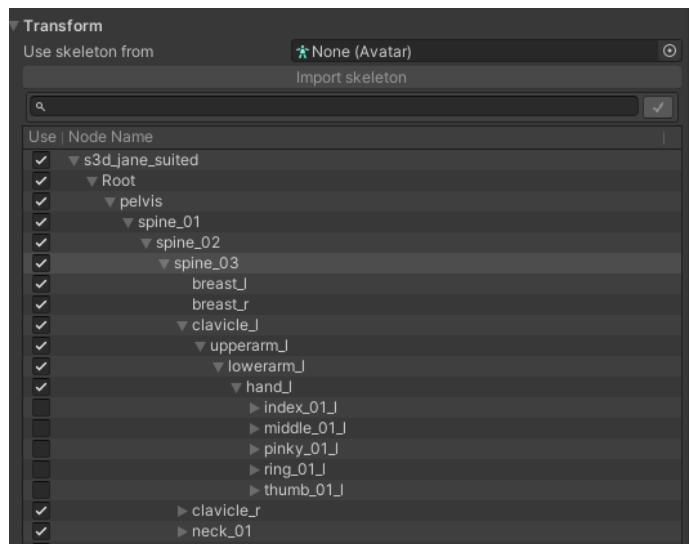 Transform
Use skeleton from None (Avatar)
Import skeleton
Use | Node Name
s3d_jane_suited
Root
pelvis
spine_01
spine_02
spine_03
breast_l
breast_r
clavicle_l
upperarm_l
lowerarm_l
hand_l
index_01_l
middle_01_l
pinky_01_l
ring_01_l
thumb_01_l
clavicle_r
neck_01